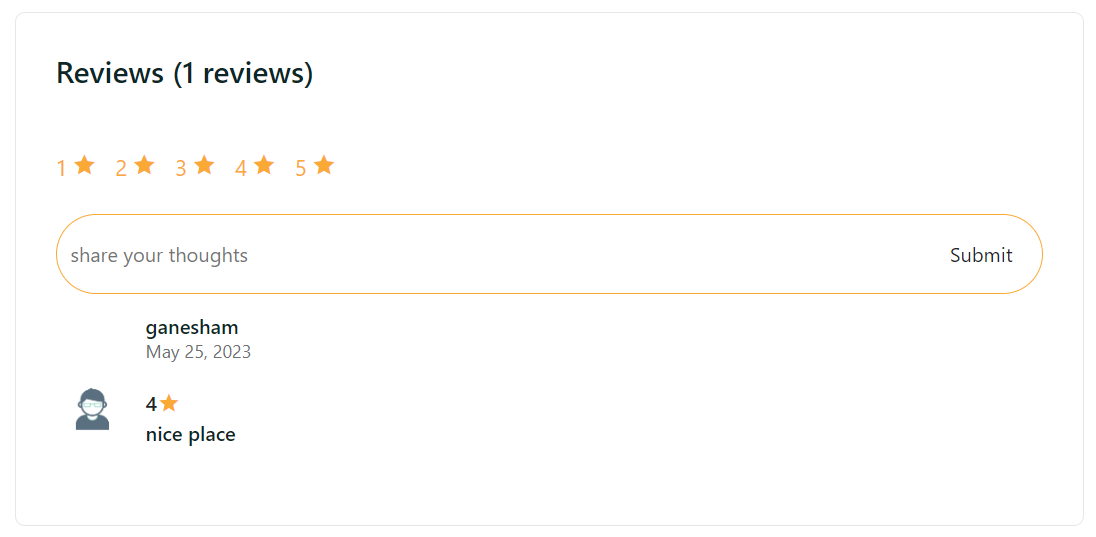 Reviews (1 reviews)
1 ★ 2 ★ 3 ★ 4 ★ 5 ★
share your thoughts Submit
ganesham
May 25, 2023
4★
nice place